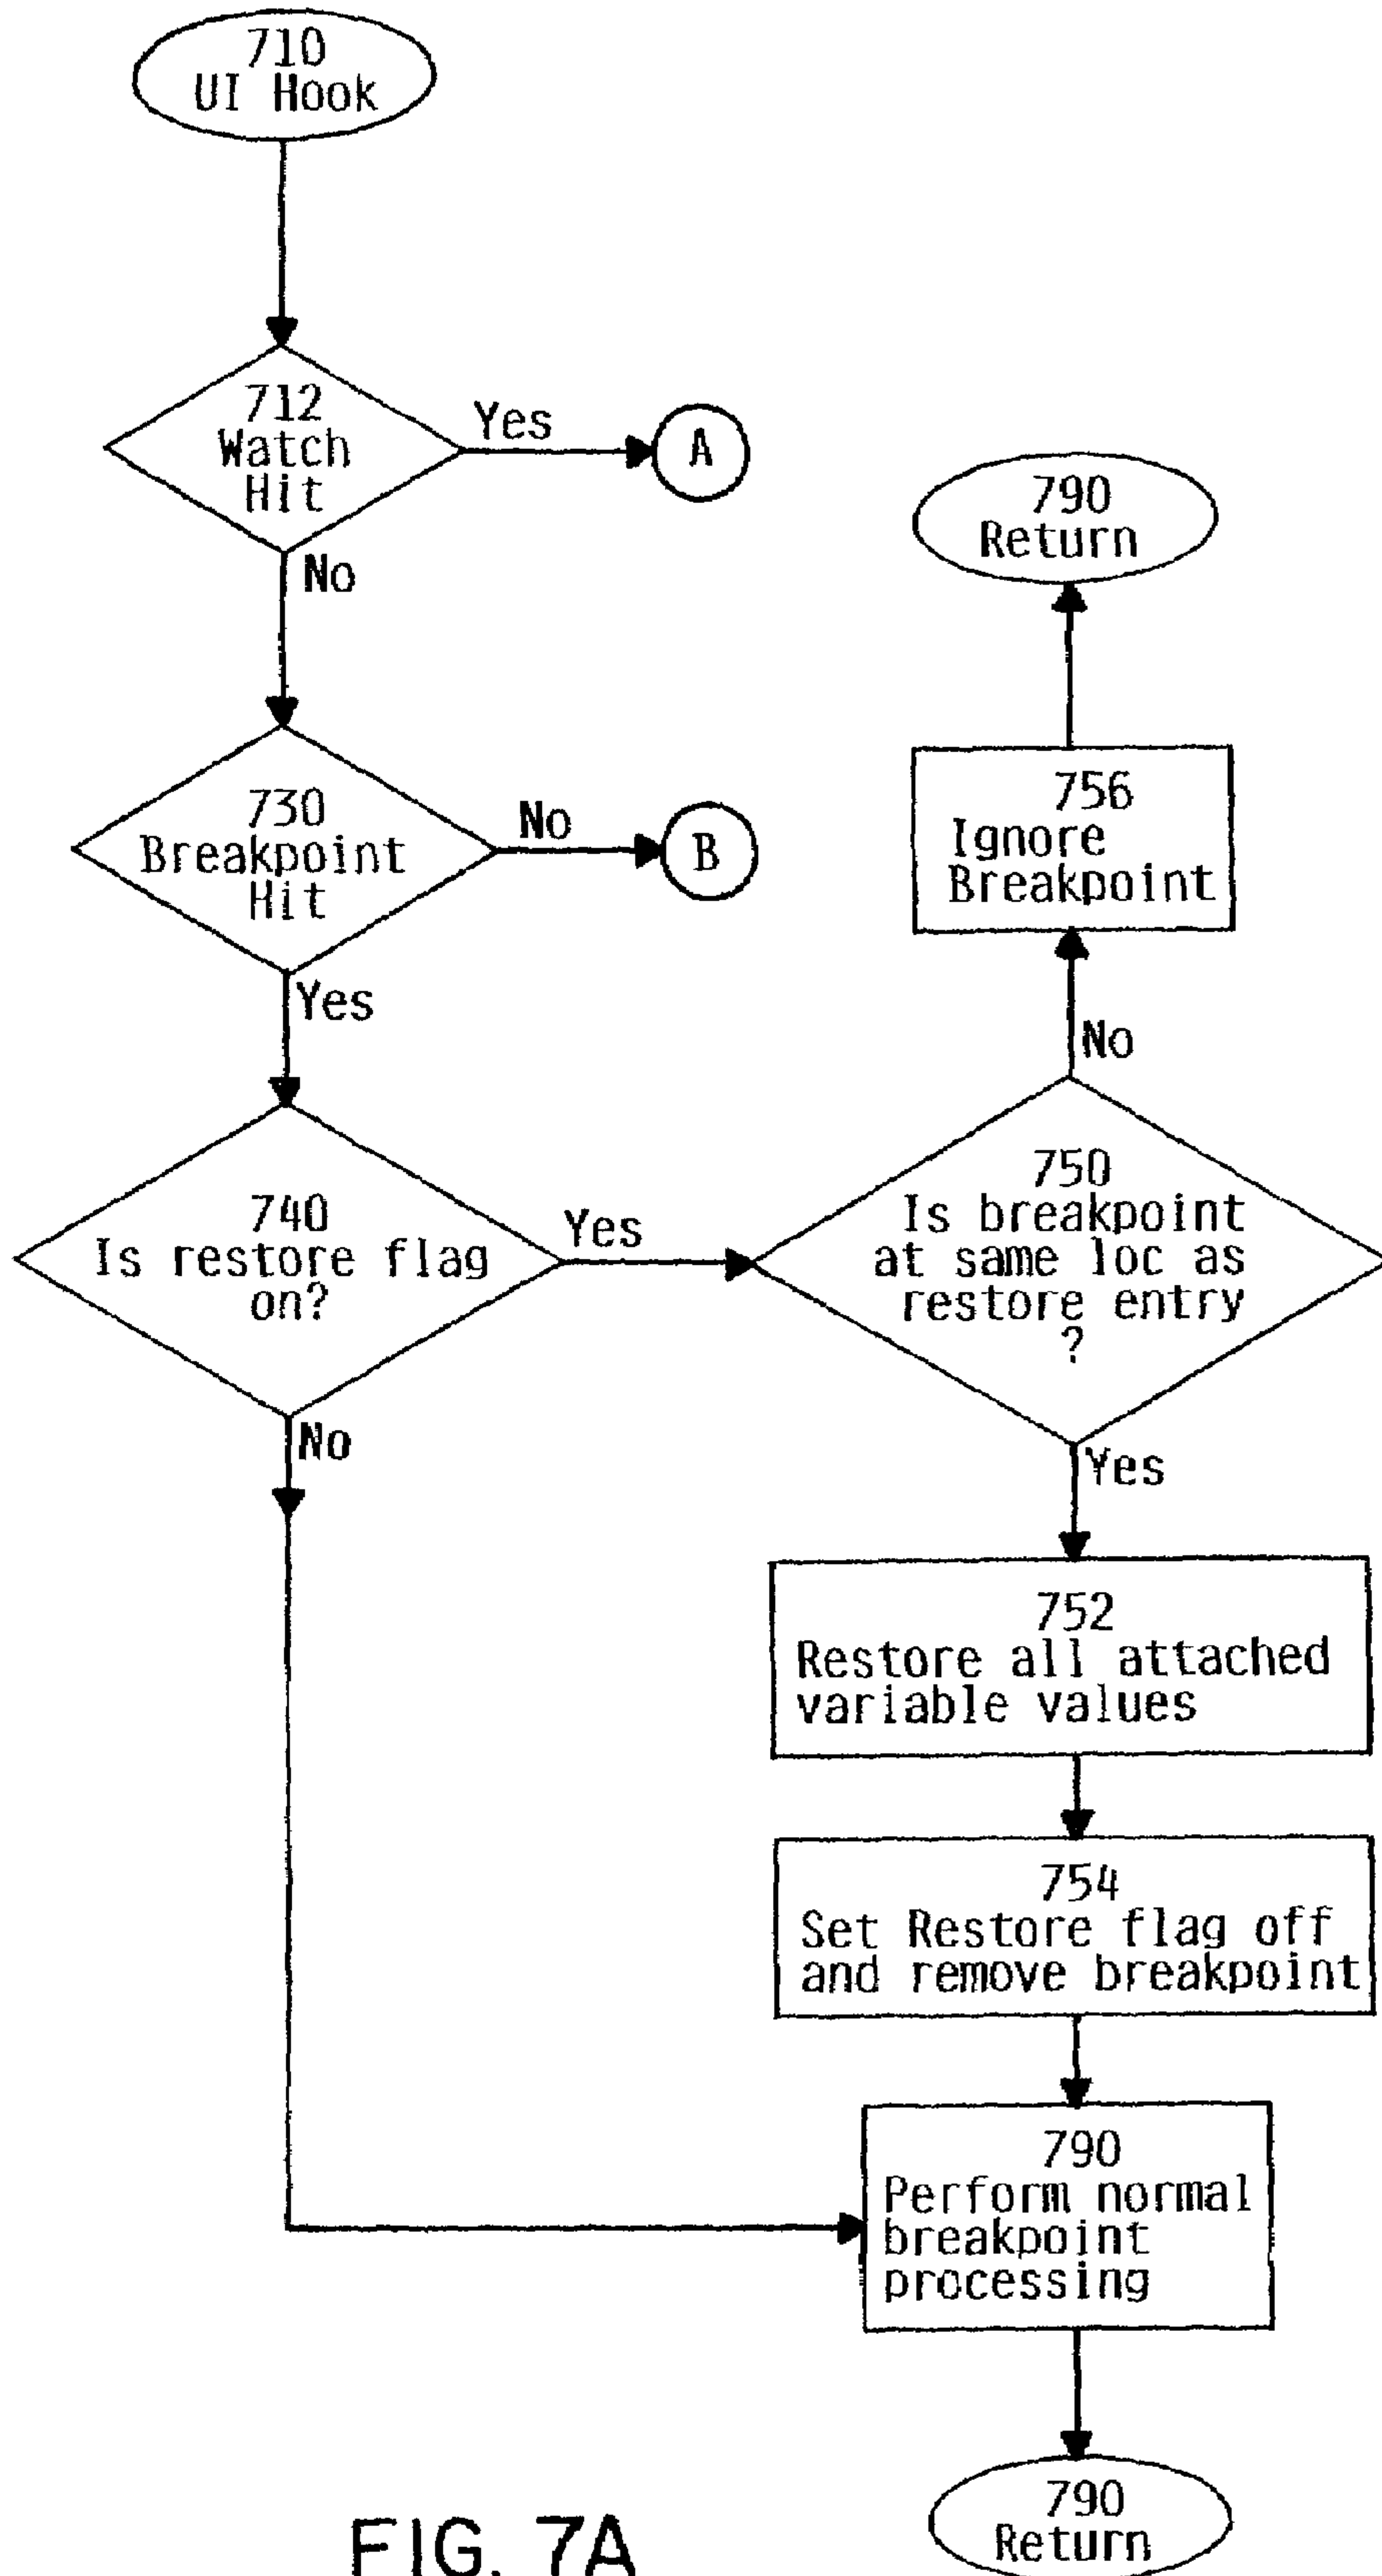 710
UI Hook
712
Watch
Hit
Yes
A
No
730
Breakpoint
Hit
No
B
Yes
740
Is restore flag
on?
Yes
No
790
Return
756
Ignore
Breakpoint
No
750
Is breakpoint
at same loc as
restore entry
?
Yes
752
Restore all attached
variable values
754
Set Restore flag off
and remove breakpoint
790
Perform normal
breakpoint
processing
790
Return
FIG. 7A